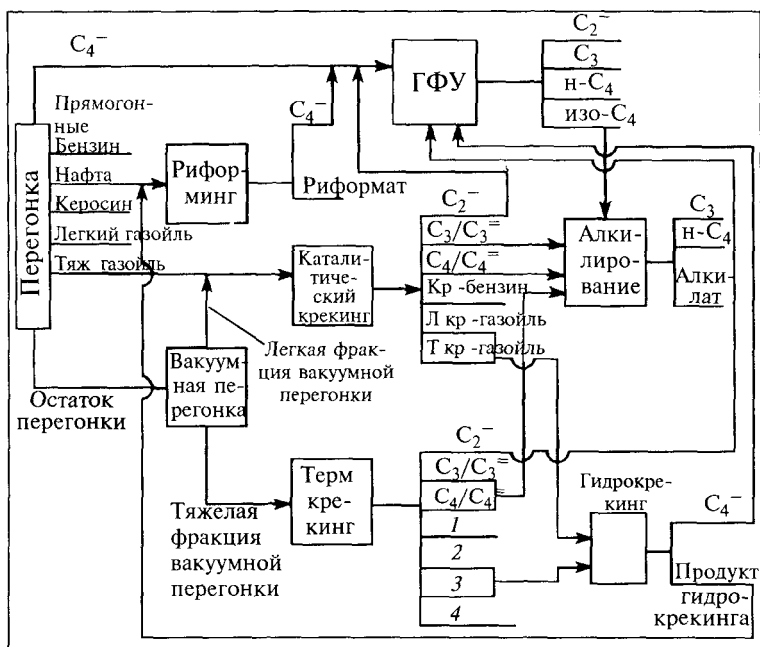 C₄⁻
Прямогон-
ные
Бензин
Нафта
Керосин
Легкий газойль
Тяж газойль
Перегонка
Остаток
перегонки
Рифор-
минг
C₄⁻
Риформат
ГФУ
C₂⁻
C₃
н-C₄
изо-C₄
Катали-
тический
крекинг
C₂⁻
C₃/C₃⁼
C₄/C₄⁼
Кр -бензин
Л кр -газойль
Т кр -газойль
Алки-
лиро-
вание
C₃
н-C₄
Алки-
лат
Вакуум-
ная пе-
регонка
Легкая фрак-
ция вакуумной
перегонки
Тяжелая
фракция
вакуумной
перегонки
Терм
кре-
кинг
C₂⁻
C₃/C₃⁼
C₄/C₄⁼
1
2
3
4
Гидрокре-
кинг
C₄⁻
Продукт
гидро-
крекинга